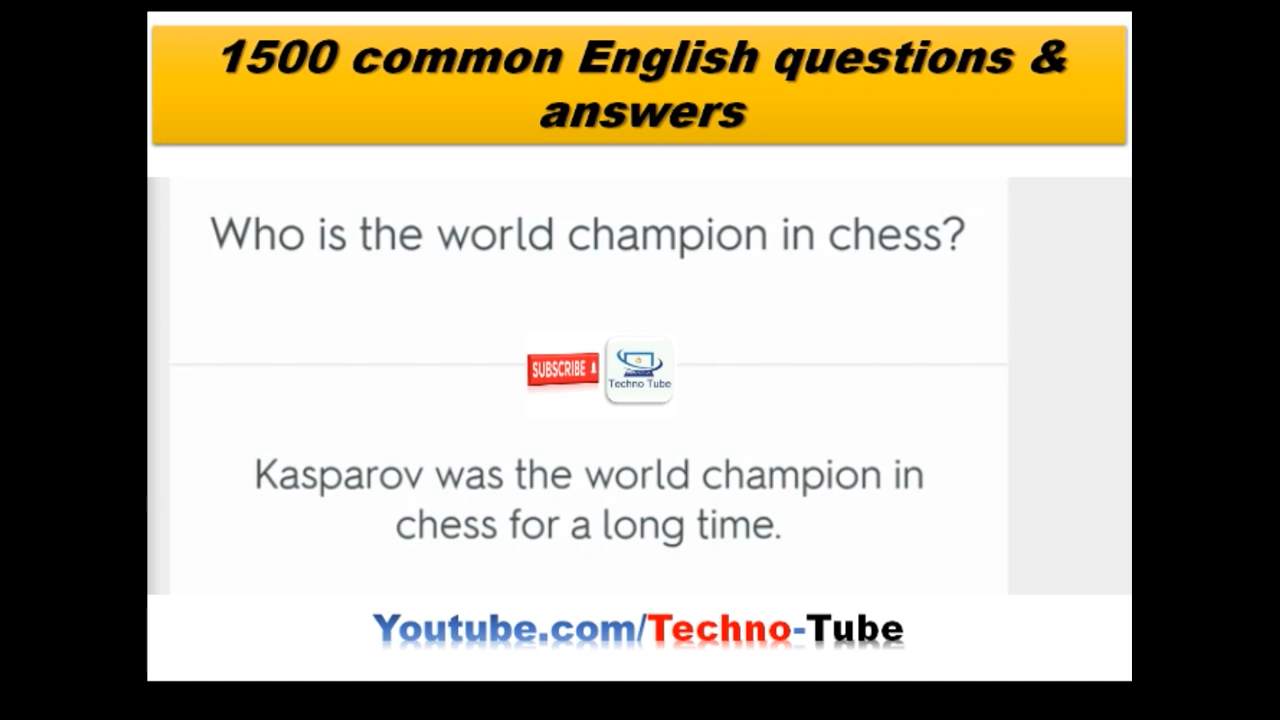 1500 common English questions &
answers
Who is the world champion in chess?
SUBSCRIBE
Techno Tube
Kasparov was the world champion in
chess for a long time.
Youtube.com/Techno-Tube